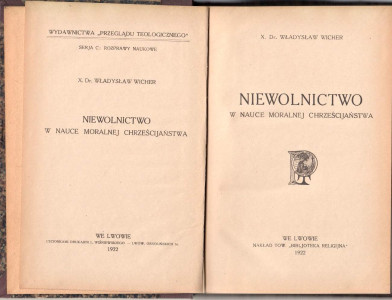 WYDAWNICTWA „PRZEGLĄDU TEOLOGICZNEGO"
SERJA C: ROZPRAWY NAUKOWE
X. DR. WŁADYSŁAW WICHER
NIEWOLNICTWO
W NAUCE MORALNEJ CHRZEŚCIJAŃSTWA
WE LWOWIE
1922
X. DR. WŁADYSŁAW WICHER
NIEWOLNICTWO
W NAUCE MORALNEJ CHRZEŚCIJAŃSTWA
WE LWOWIE
NAKŁAD TOW. „BIBLJOTEKA RELIGIJNA"
1922